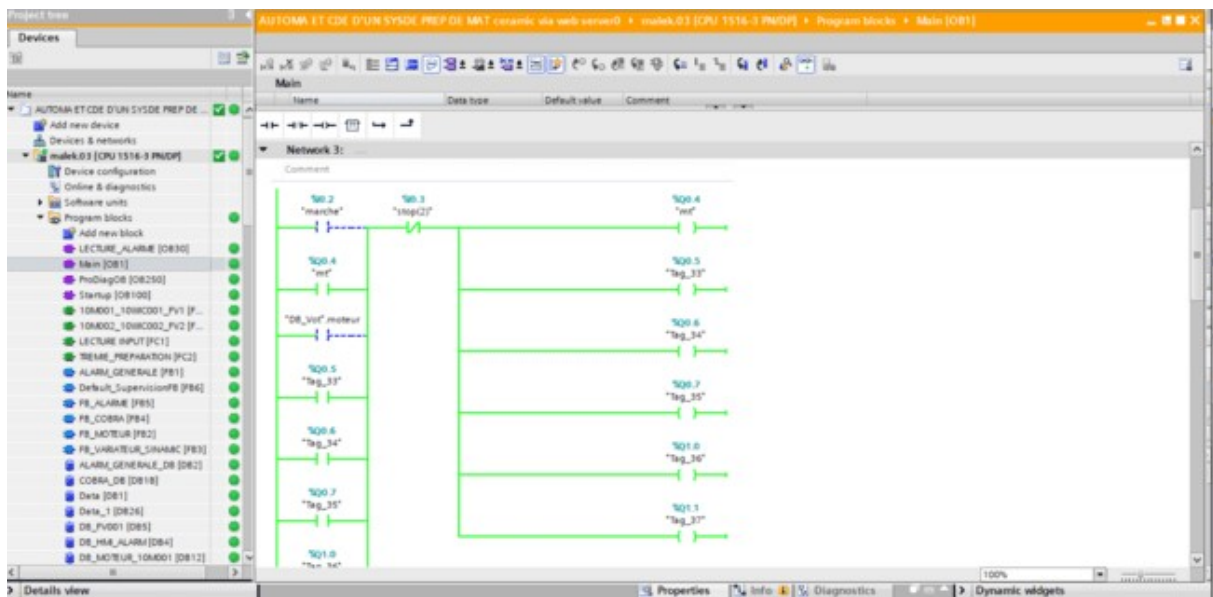 Project tree
AUTOMA ET CDE D'UN SYSDE PREP DE MAT ceramic via web server0 › malek.03 [CPU 1516-3 PN/DP] › Program blocks › Main [OB1]
Devices
Main
Name
Name Data type Default value Comment
AUTOMA ET CDE D'UN SYSDE PREP DE ...
Add new device
Devices & networks
malek.03 [CPU 1516-3 PN/DP]
Device configuration
Online & diagnostics
Software units
Program blocks
Add new block
LECTURE_ALARME [OB30]
Main [OB1]
ProDiagOB [OB250]
Startup [OB100]
10M001_10WIC001_FV1 [F...
10M002_10WIC002_FV2 [F...
LECTURE INPUT [FC1]
TREMIE_PREPARATION [FC2]
ALARM_GENERALE [FB1]
Default_SupervisionFB [FB6]
FB_ALARME [FB5]
FB_COBRA [FB4]
FB_MOTEUR [FB2]
FB_VARIATEUR_SINAMIC [FB3]
ALARM_GENERALE_DB [DB2]
COBRA_DB [DB18]
Data [DB1]
Data_1 [DB26]
DB_FV001 [DB5]
DB_HMI_ALARM [DB4]
DB_MOTEUR_10M001 [DB12]
Details view
Network 3: ....
Comment
%I0.2 %I0.3 %Q0.4
"marche" "stop(2)" "mt"
%Q0.4 %Q0.5
"mt" "Tag_33"
"DB_Vot".moteur %Q0.6
"Tag_34"
%Q0.5 %Q0.7
"Tag_33" "Tag_35"
%Q0.6 %Q1.0
"Tag_34" "Tag_36"
%Q0.7 %Q1.1
"Tag_35" "Tag_37"
%Q1.0
"Tag_36"
100%
Properties Info Diagnostics Dynamic widgets